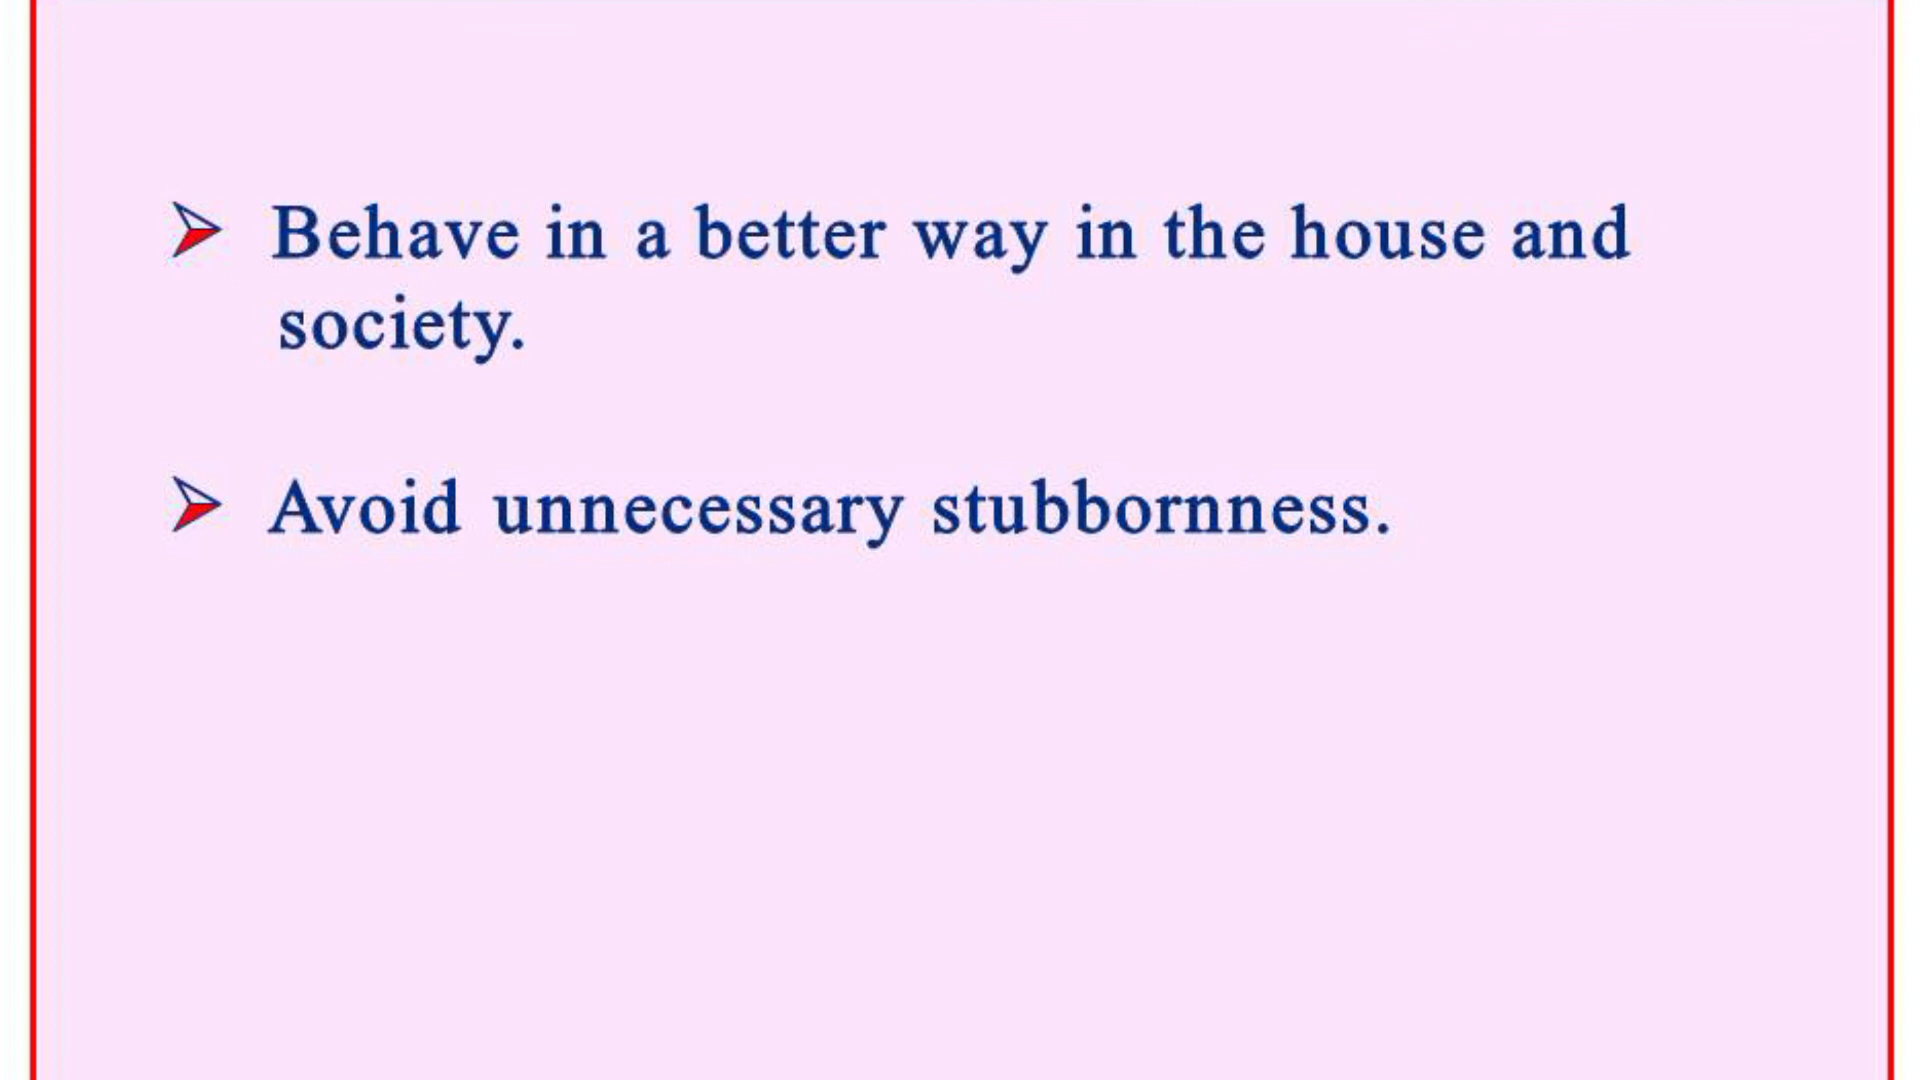 ➢ Behave in a better way in the house and
society.
➢ Avoid unnecessary stubbornness.